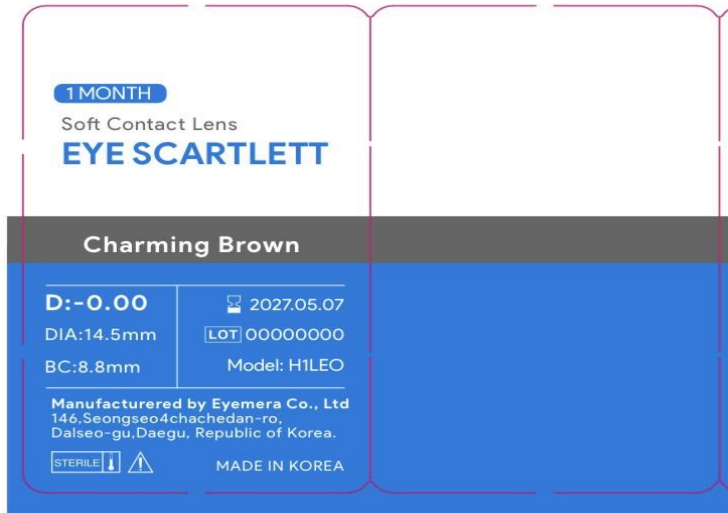 1 MONTH
Soft Contact Lens
EYE SCARTLETT
Charming Brown
D:-0.00
2027.05.07
DIA:14.5mm
LOT 00000000
BC:8.8mm
Model: H1LEO
Manufacturered by Eyemera Co., Ltd
146,Seongseo4chachedan-ro,
Dalseo-gu,Daegu, Republic of Korea.
STERILE
MADE IN KOREA